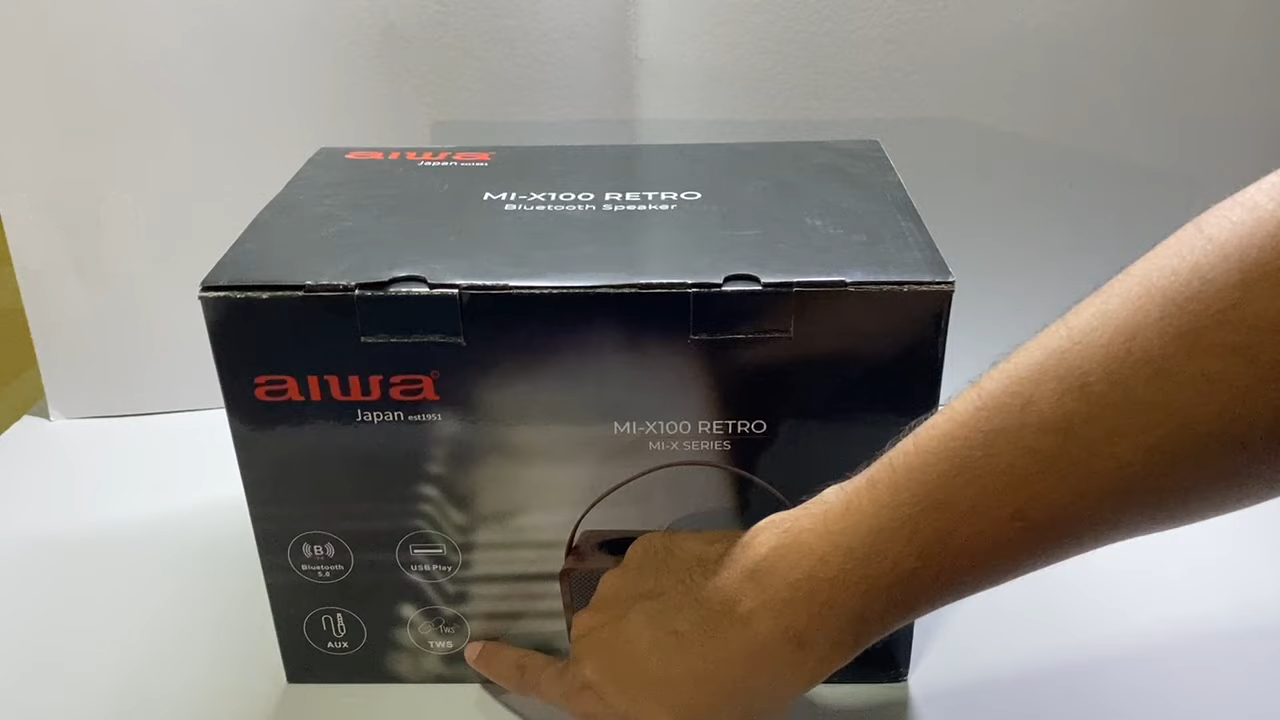 aiwa
Japan est1951
MI-X100 RETRO
Bluetooth Speaker
aiwa
Japan est1951
MI-X100 RETRO
MI-X SERIES
B
Bluetooth
5.0
USB Play
AUX
TWS
TWS